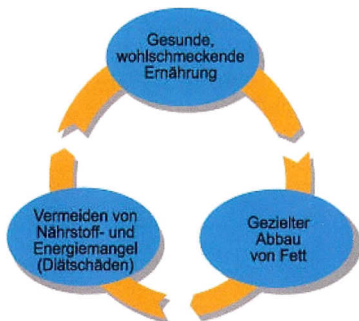 Gesunde,
wohlschmeckende
Ernährung
Gezielter
Abbau
von Fett
Vermeiden von
Nährstoff- und
Energiemangel
(Diätschäden)